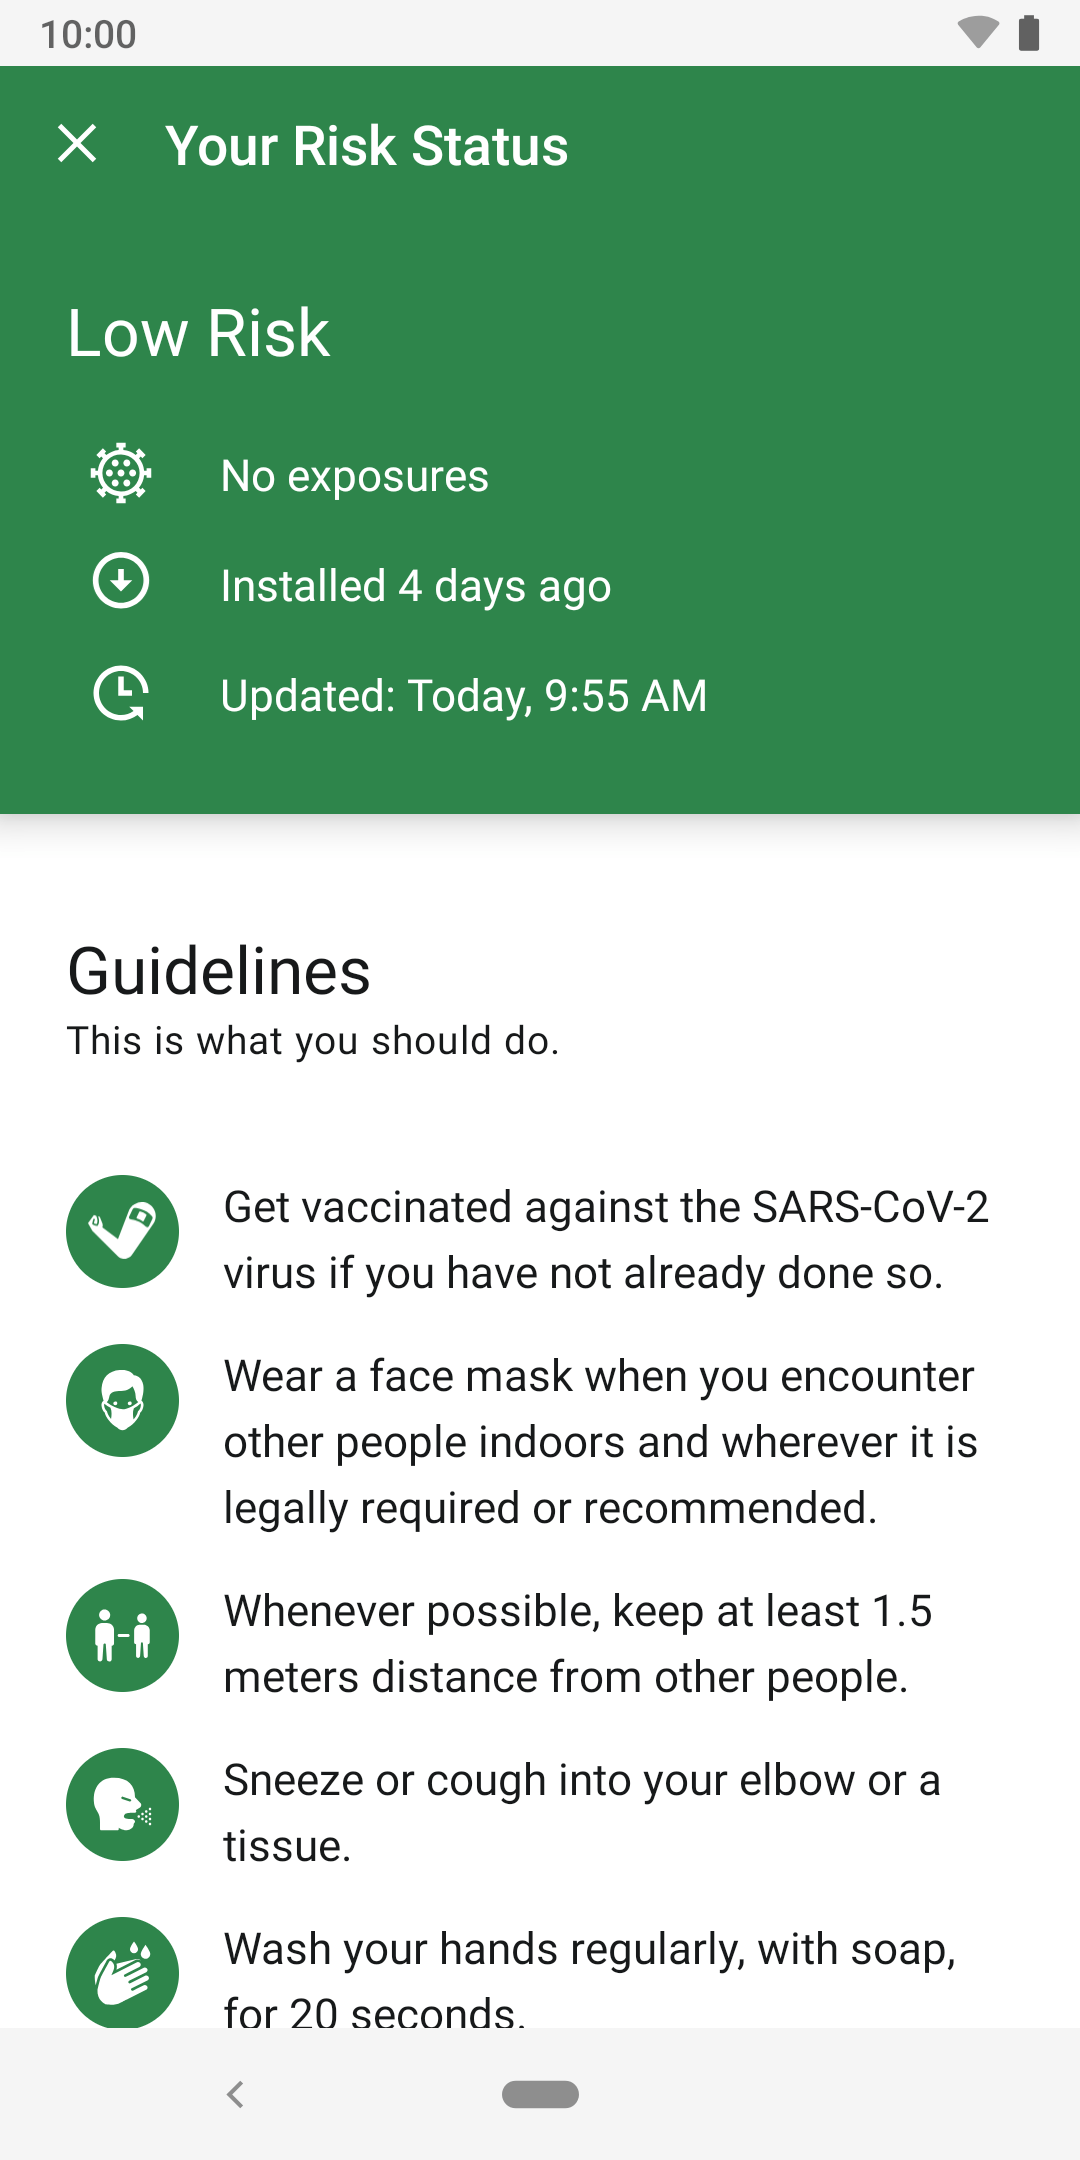 10:00
Your Risk Status
Low Risk
No exposures
Installed 4 days ago
Updated: Today, 9:55 AM
Guidelines
This is what you should do.
Get vaccinated against the SARS-CoV-2
virus if you have not already done so.
Wear a face mask when you encounter
other people indoors and wherever it is
legally required or recommended.
Whenever possible, keep at least 1.5
meters distance from other people.
Sneeze or cough into your elbow or a
tissue.
Wash your hands regularly, with soap,
for 20 seconds.